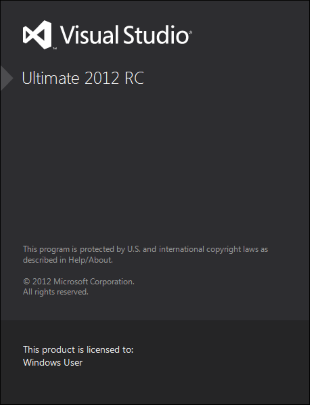 Visual Studio
Ultimate 2012 RC
This program is protected by U.S. and international copyright laws as
described in Help/About.
© 2012 Microsoft Corporation.
All rights reserved.
This product is licensed to:
Windows User